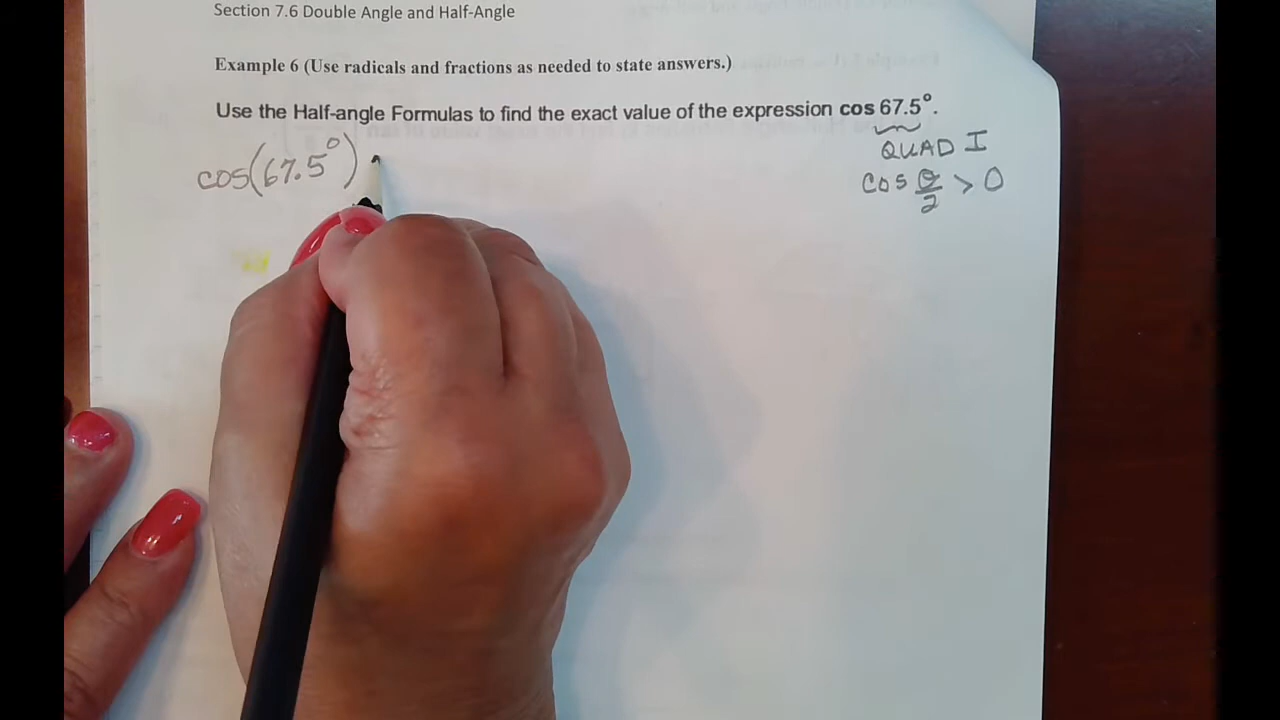 Section 7.6 Double Angle and Half-Angle
Example 6 (Use radicals and fractions as needed to state answers.)
Use the Half-angle Formulas to find the exact value of the expression cos 67.5°.
QUAD I
cos(67.5°)
cos θ/2 > 0